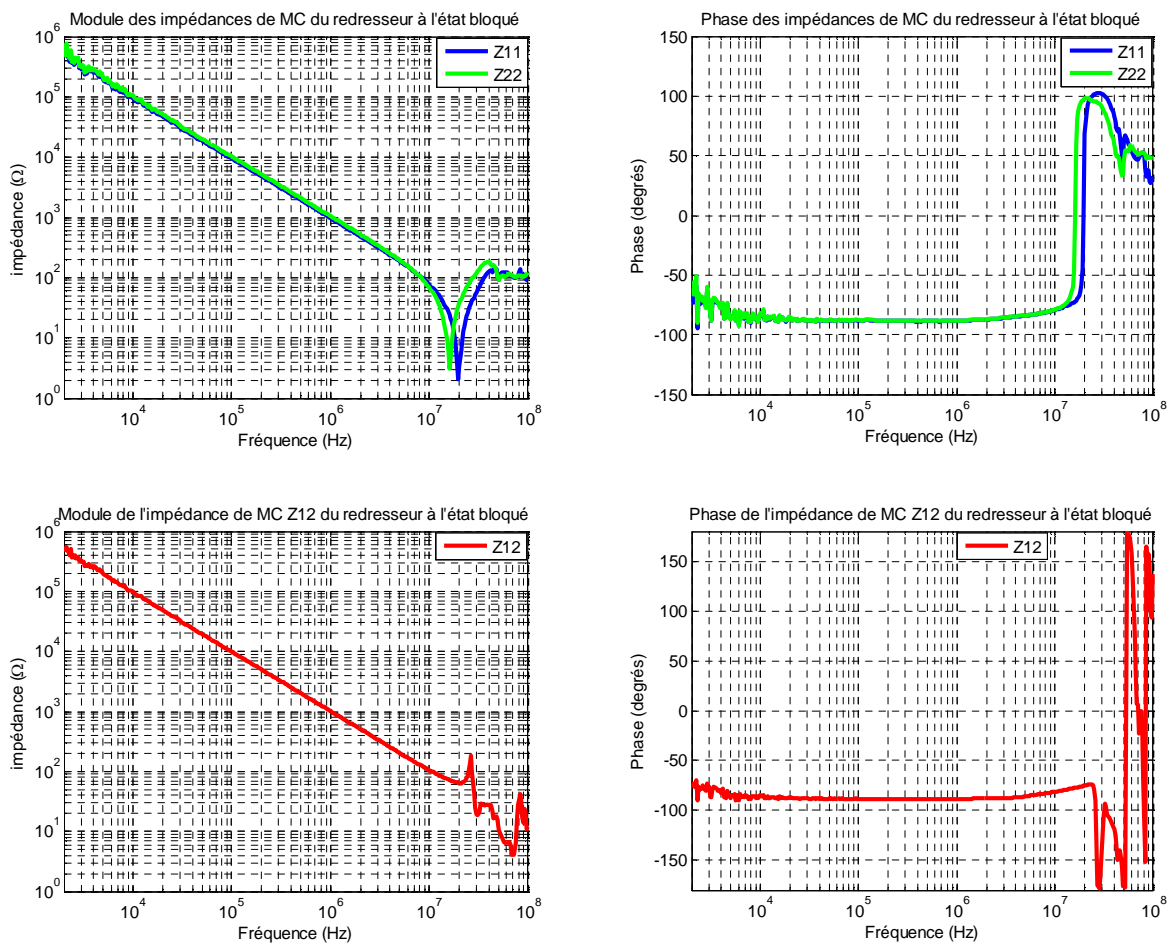 Module des impédances de MC du redresseur à l'état bloqué
10^6
10^5
10^4
10^3
10^2
10^1
10^0
impédance (Ω)
Z11
Z22
10^4 10^5 10^6 10^7 10^8
Fréquence (Hz)
Phase des impédances de MC du redresseur à l'état bloqué
150
100
50
0
-50
-100
-150
Phase (degrés)
Z11
Z22
10^4 10^5 10^6 10^7 10^8
Fréquence (Hz)
Module de l'impédance de MC Z12 du redresseur à l'état bloqué
10^6
10^5
10^4
10^3
10^2
10^1
10^0
impédance (Ω)
Z12
10^4 10^5 10^6 10^7 10^8
Fréquence (Hz)
Phase de l'impédance de MC Z12 du redresseur à l'état bloqué
150
100
50
0
-50
-100
-150
Phase (degrés)
Z12
10^4 10^5 10^6 10^7 10^8
Fréquence (Hz)